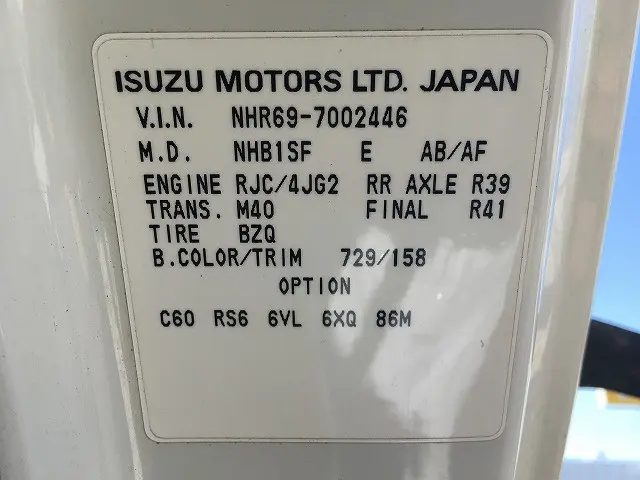 ISUZU MOTORS LTD. JAPAN
V.I.N. NHR69-7002446
M.D. NHB1SF E AB/AF
ENGINE RJC/4JG2 RR AXLE R39
TRANS. M40 FINAL R41
TIRE BZQ
B.COLOR/TRIM 729/158
OPTION
C60 RS6 6VL 6XQ 86M